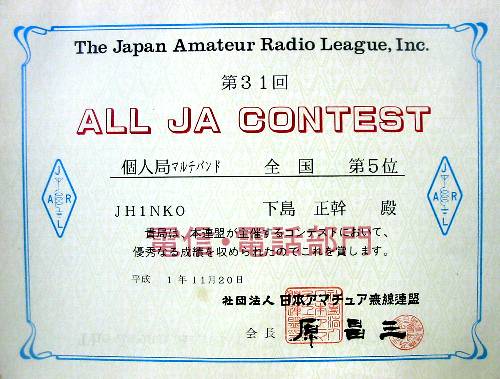 The Japan Amateur Radio League, Inc.
第31回
ALL JA CONTEST
個人局マルチバンド 全国 第5位
JH1NKO 下島 正幹 殿
電信・電話部門
貴局は、本連盟が主催するコンテストにおいて、
優秀なる成績を収められたのでこれを賞します。
平成 1年11月20日
社団法人 日本アマチュア無線連盟
会長 原 昌三
J
A R
L
J
A R
L